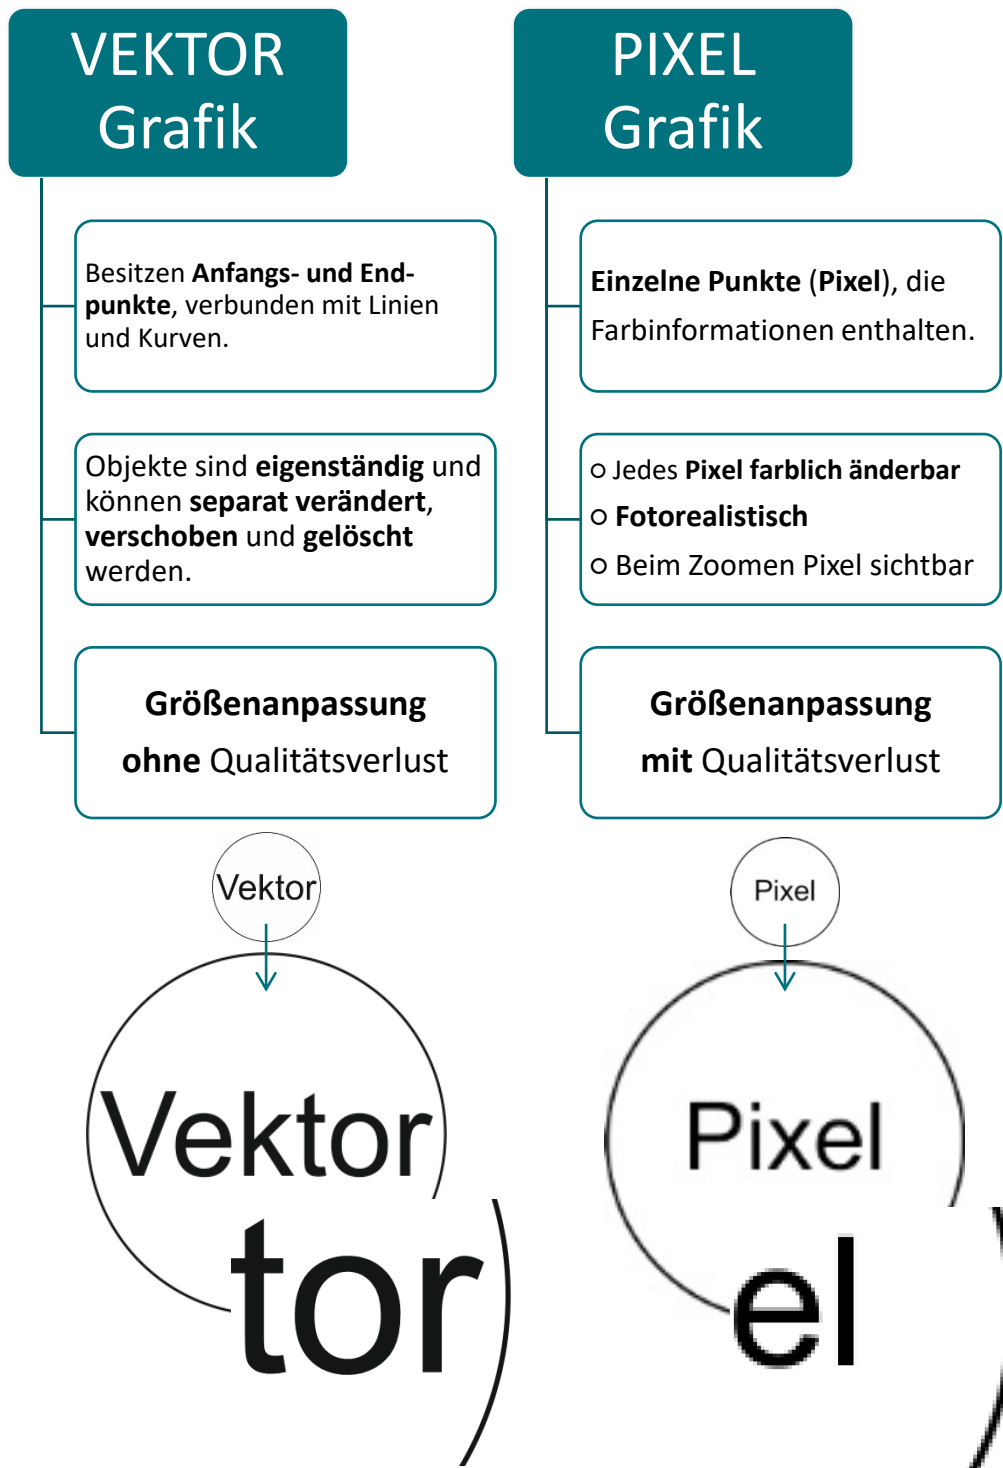 VEKTOR
Grafik
Besitzen Anfangs- und End-
punkte, verbunden mit Linien
und Kurven.
Objekte sind eigenständig und
können separat verändert,
verschoben und gelöscht
werden.
Größenanpassung
ohne Qualitätsverlust
Vektor
Vektor
tor
PIXEL
Grafik
Einzelne Punkte (Pixel), die
Farbinformationen enthalten.
○ Jedes Pixel farblich änderbar
○ Fotorealistisch
○ Beim Zoomen Pixel sichtbar
Größenanpassung
mit Qualitätsverlust
Pixel
Pixel
el